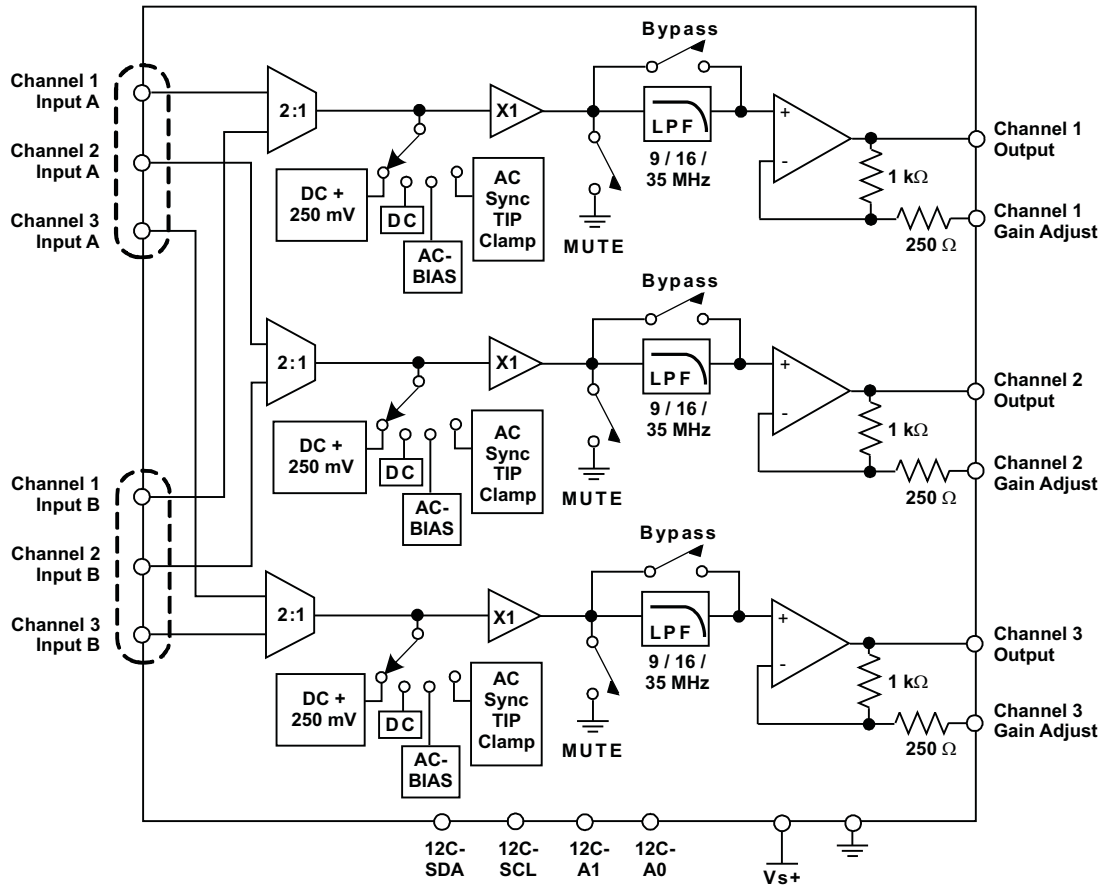 Bypass
Channel 1
Input A
2:1
X1
LPF
9 / 16 /
35 MHz
+
-
Channel 1
Output
1 kΩ
Channel 1
Gain Adjust
250 Ω
DC +
250 mV
DC
AC-
BIAS
AC
Sync
TIP
Clamp
MUTE
Channel 2
Input A
Channel 3
Input A
Bypass
2:1
X1
LPF
9 / 16 /
35 MHz
+
-
Channel 2
Output
1 kΩ
Channel 2
Gain Adjust
250 Ω
DC +
250 mV
DC
AC-
BIAS
AC
Sync
TIP
Clamp
MUTE
Channel 1
Input B
Channel 2
Input B
Channel 3
Input B
Bypass
2:1
X1
LPF
9 / 16 /
35 MHz
+
-
Channel 3
Output
1 kΩ
Channel 3
Gain Adjust
250 Ω
DC +
250 mV
DC
AC-
BIAS
AC
Sync
TIP
Clamp
MUTE
12C-
SDA
12C-
SCL
12C-
A1
12C-
A0
Vs+